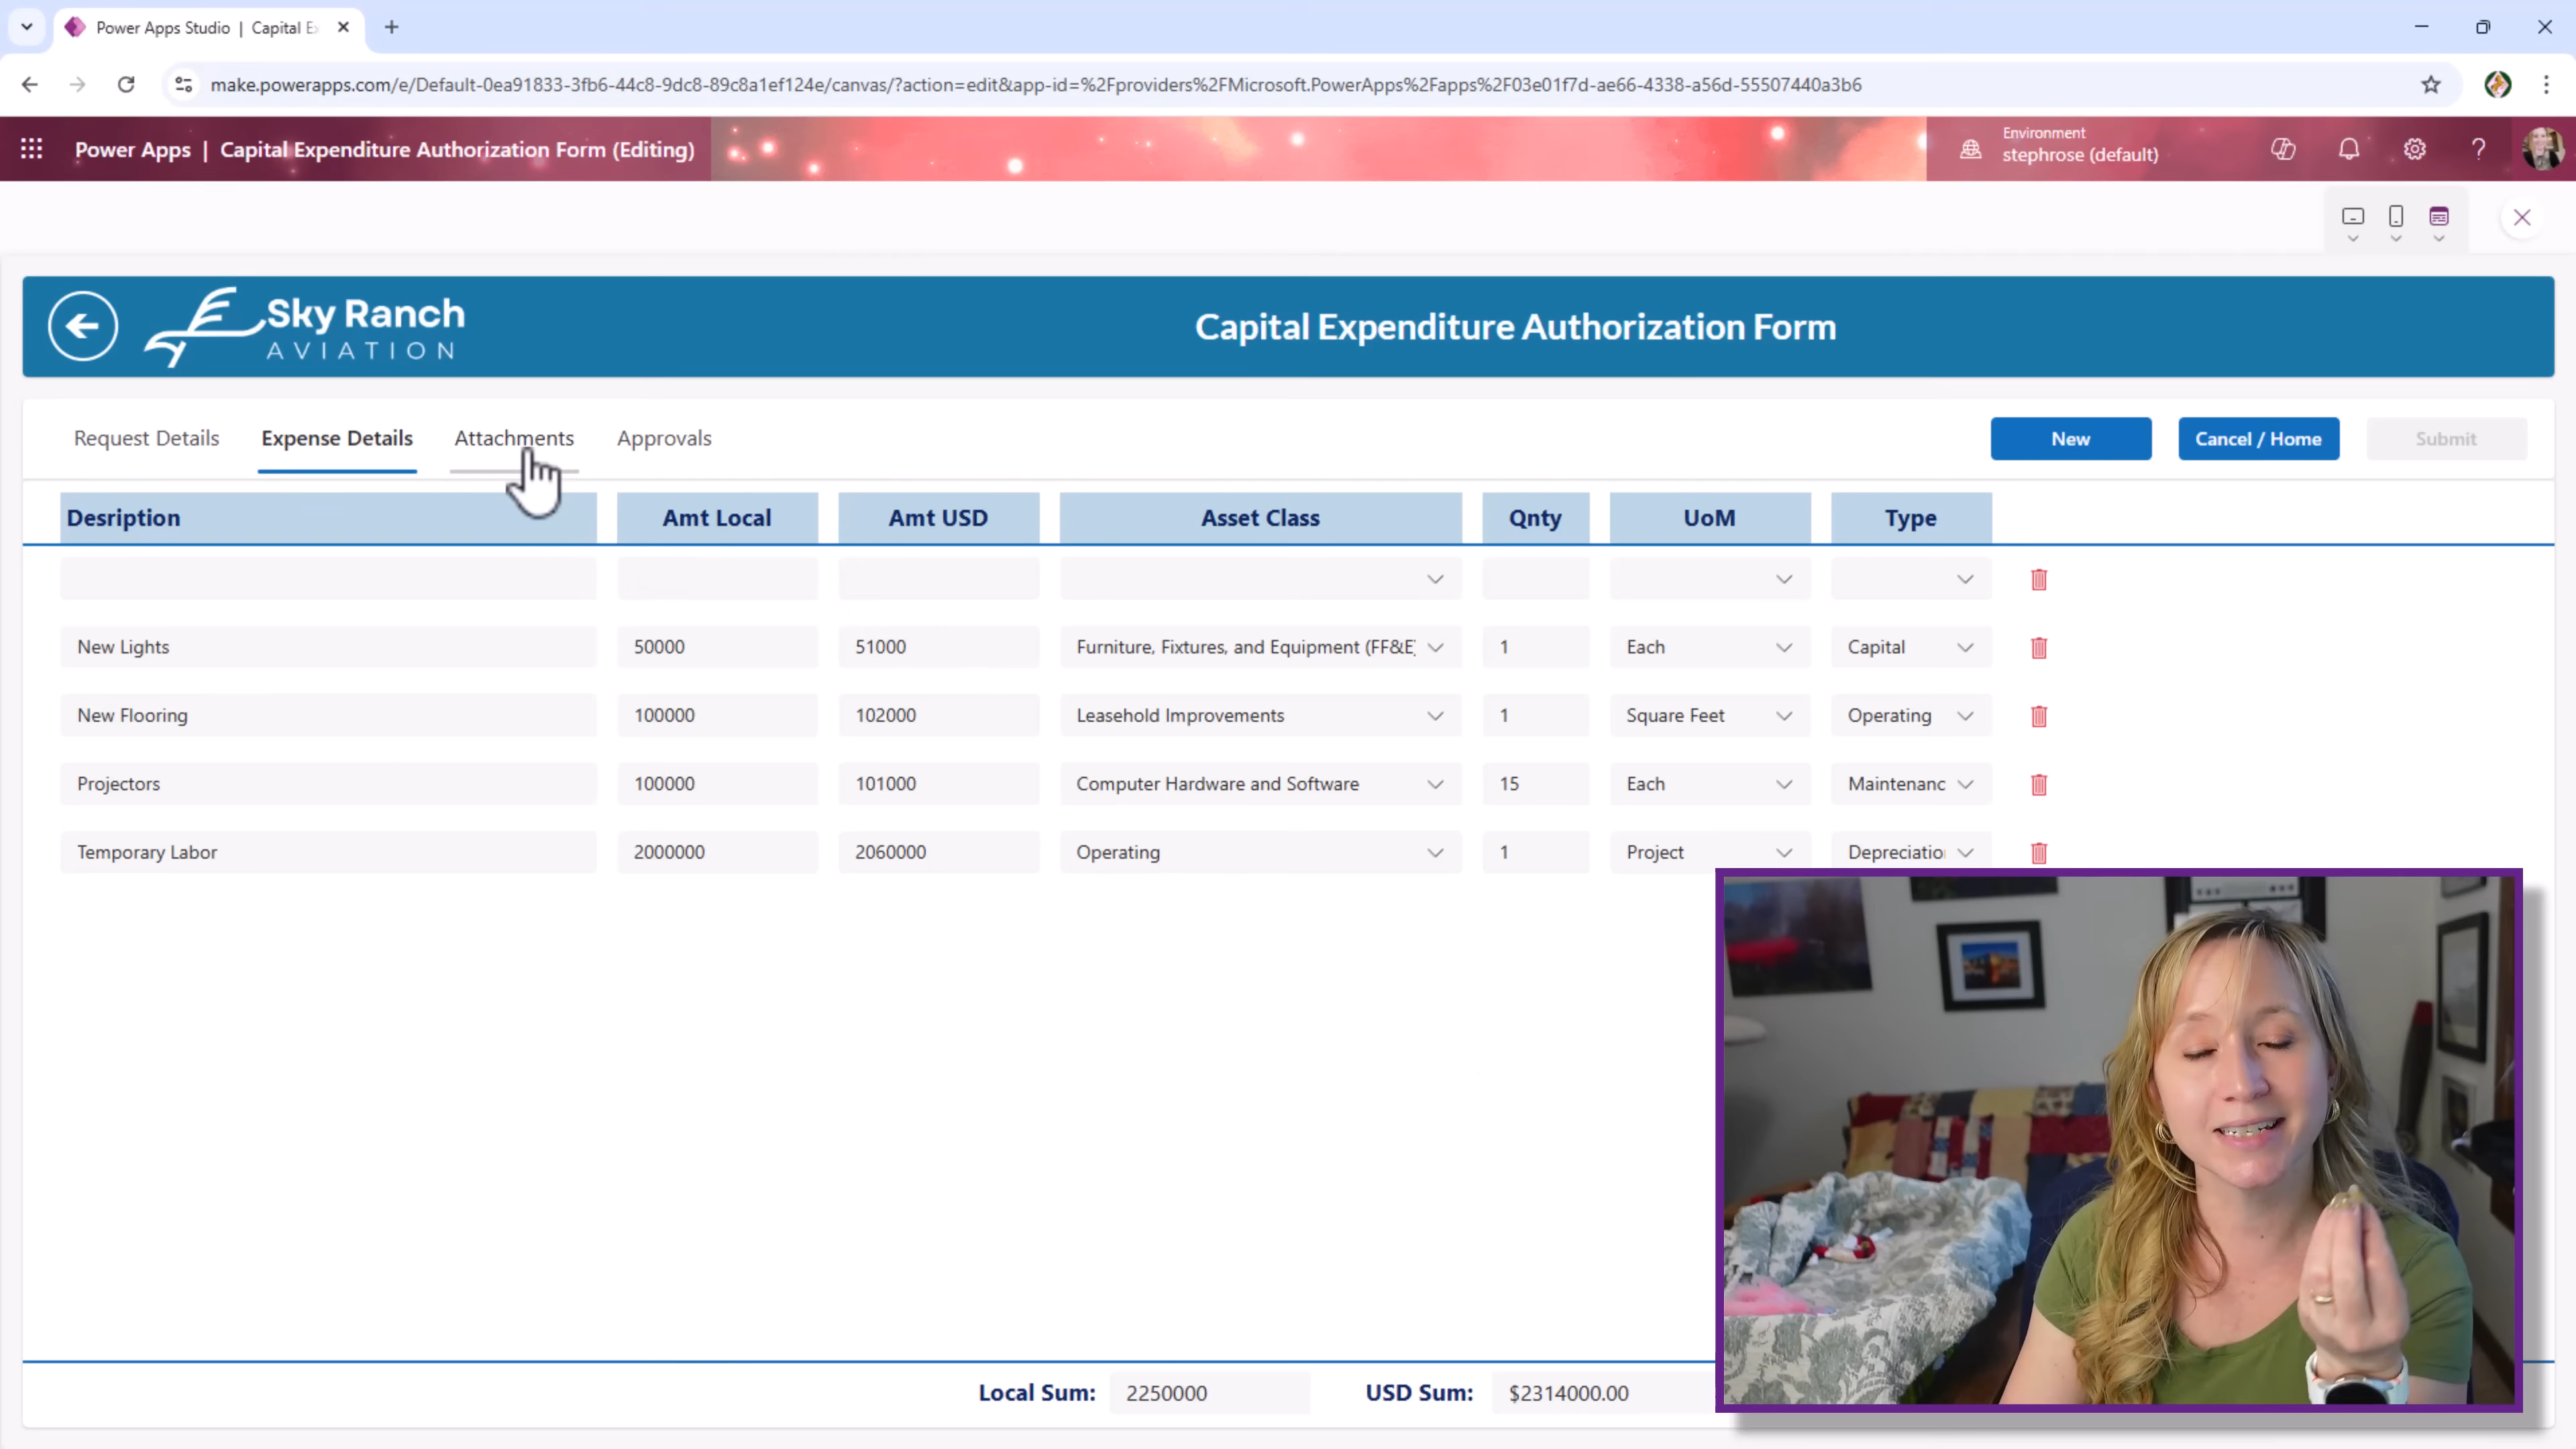 Power Apps Studio | Capital Ex
make.powerapps.com/e/Default-0ea91833-3fb6-44c8-9dc8-89c8a1ef124e/canvas/?action=edit&app-id=%2Fproviders%2FMicrosoft.PowerApps%2Fapps%2F03e01f7d-ae66-4338-a56d-55507440a3b6
Power Apps | Capital Expenditure Authorization Form (Editing)
Environment
stephrose (default)
Sky Ranch
AVIATION
Capital Expenditure Authorization Form
Request Details Expense Details Attachments Approvals New Cancel / Home Submit
Desription Amt Local Amt USD Asset Class Qnty UoM Type
New Lights 50000 51000 Furniture, Fixtures, and Equipment (FF&E) 1 Each Capital
New Flooring 100000 102000 Leasehold Improvements 1 Square Feet Operating
Projectors 100000 101000 Computer Hardware and Software 15 Each Maintenanc
Temporary Labor 2000000 2060000 Operating 1 Project Depreciatio
Local Sum: 2250000 USD Sum: $2314000.00